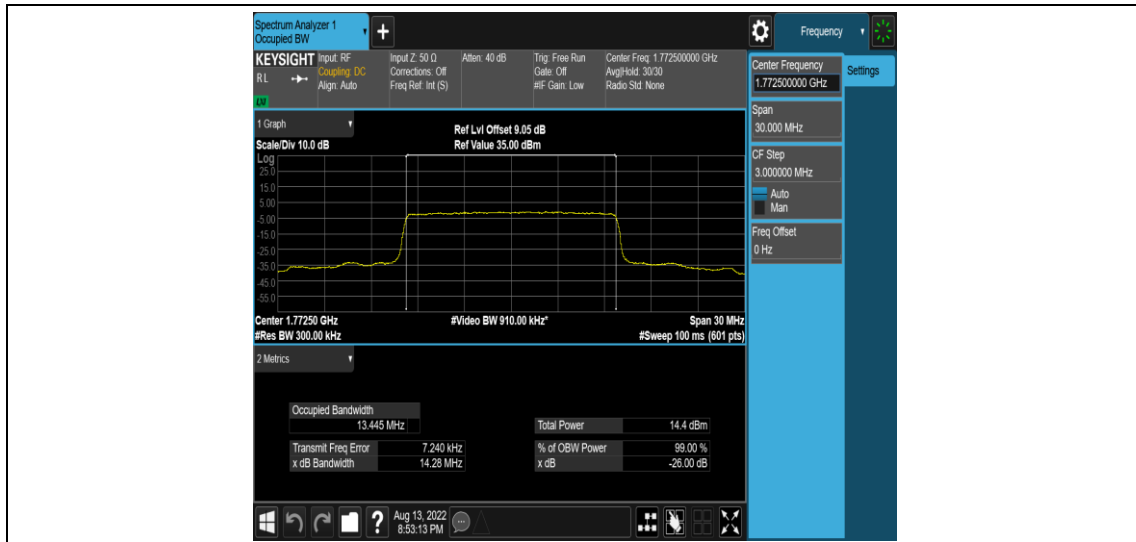 Spectrum Analyzer 1
Occupied BW
+
Frequency
KEYSIGHT
RL
LXI
Input: RF
Coupling: DC
Align: Auto
Input Z: 50 Ω
Corrections: Off
Freq Ref: Int (S)
Atten: 40 dB
Trig: Free Run
Gate: Off
#IF Gain: Low
Center Freq: 1.772500000 GHz
Avg|Hold: 30/30
Radio Std: None
Center Frequency
1.772500000 GHz
Settings
Span
30.000 MHz
CF Step
3.000000 MHz
Auto
Man
Freq Offset
0 Hz
1 Graph
Ref Lvl Offset 9.05 dB
Scale/Div 10.0 dB
Ref Value 35.00 dBm
Log
25.0
15.0
5.00
-5.00
-15.0
-25.0
-35.0
-45.0
-55.0
Center 1.77250 GHz
#Video BW 910.00 kHz*
Span 30 MHz
#Res BW 300.00 kHz
#Sweep 100 ms (601 pts)
2 Metrics
Occupied Bandwidth
13.445 MHz
Total Power 14.4 dBm
Transmit Freq Error 7.240 kHz
% of OBW Power 99.00 %
x dB Bandwidth 14.28 MHz
x dB -26.00 dB
?
Aug 13, 2022
8:53:13 PM